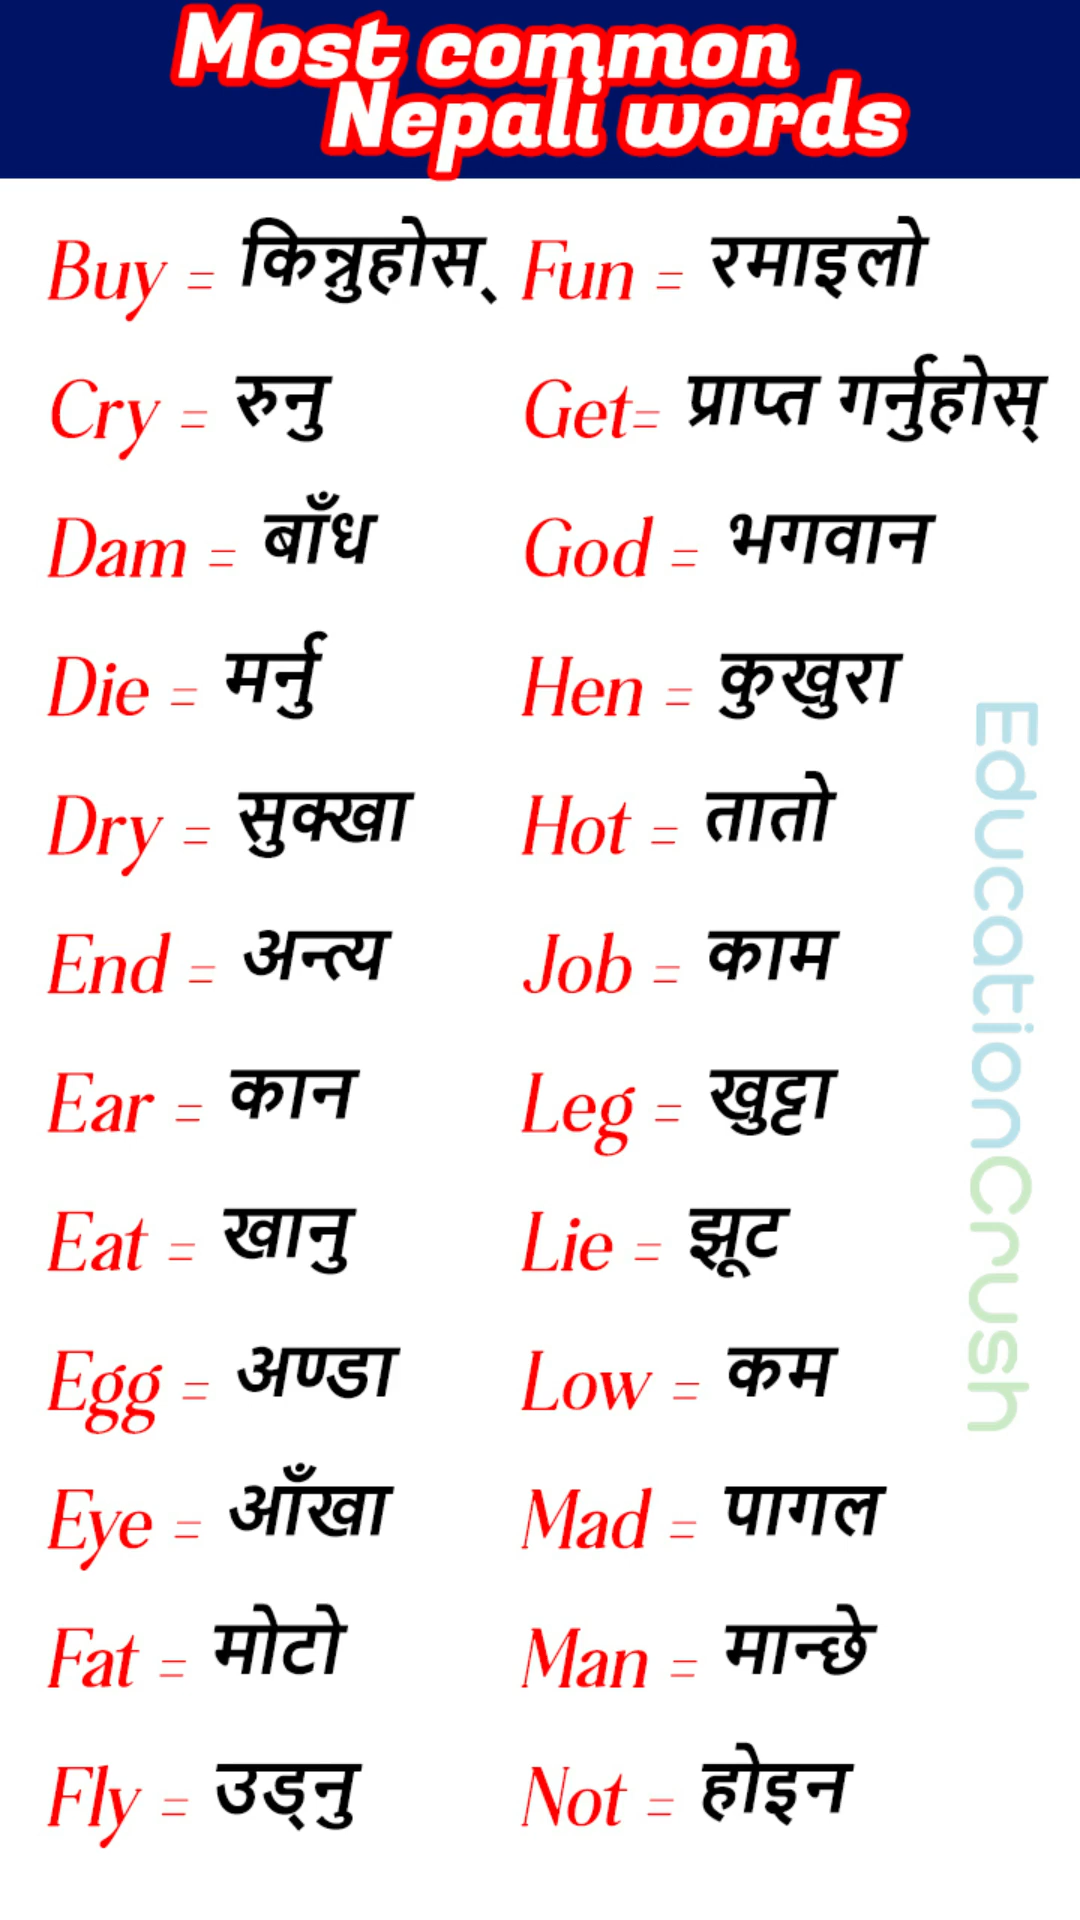 Most common
Nepali words
Buy = किन्नुहोस् Fun = रमाइलो
Cry = रुनु Get= प्राप्त गर्नुहोस्
Dam = बाँध God = भगवान
Die = मर्नु Hen = कुखुरा
Dry = सुक्खा Hot = तातो
End = अन्त्य Job = काम
Ear = कान Leg = खुट्टा
Eat = खानु Lie = झूट
Egg = अण्डा Low = कम
Eye = आँखा Mad = पागल
Fat = मोटो Man = मान्छे
Fly = उड्नु Not = होइन
EducationCrush